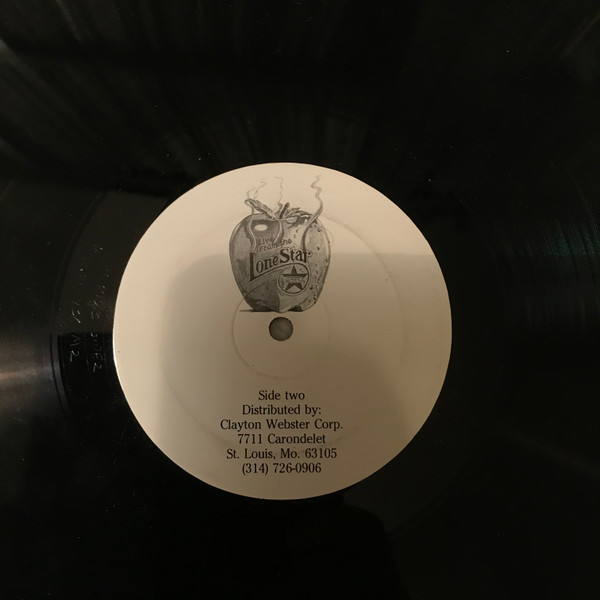 Live
From the
Lone Star
Side two
Distributed by:
Clayton Webster Corp.
7711 Carondelet
St. Louis, Mo. 63105
(314) 726-0906